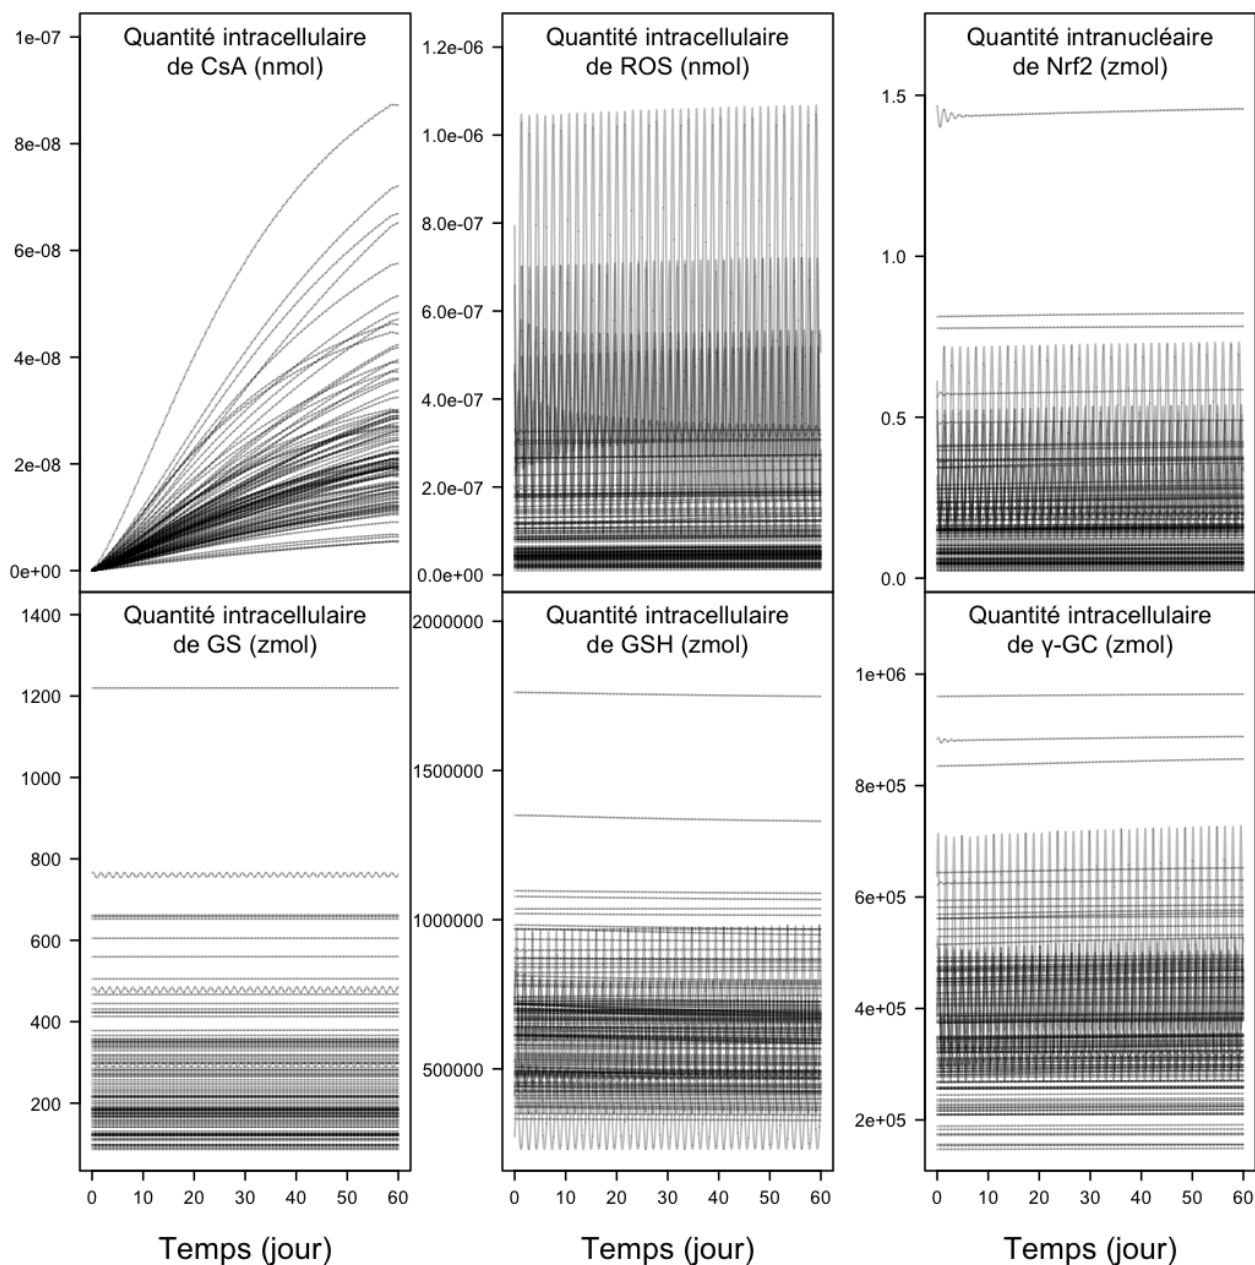 Quantité intracellulaire
de CsA (nmol)
1e-07
8e-08
6e-08
4e-08
2e-08
0e+00
Quantité intracellulaire
de ROS (nmol)
1.2e-06
1.0e-06
8.0e-07
6.0e-07
4.0e-07
2.0e-07
0.0e+00
Quantité intranucléaire
de Nrf2 (zmol)
1.5
1.0
0.5
0.0
Quantité intracellulaire
de GS (zmol)
1400
1200
1000
800
600
400
200
0 10 20 30 40 50 60
Temps (jour)
Quantité intracellulaire
de GSH (zmol)
2000000
1500000
1000000
500000
0 10 20 30 40 50 60
Temps (jour)
Quantité intracellulaire
de γ-GC (zmol)
1e+06
8e+05
6e+05
4e+05
2e+05
0 10 20 30 40 50 60
Temps (jour)